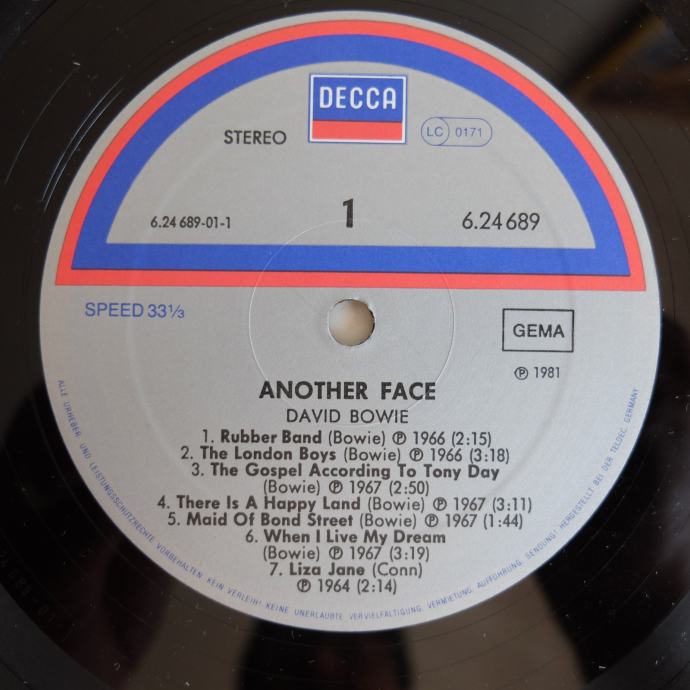 DECCA
STEREO
LC 0171
6.24 689-01-1
1
6.24 689
SPEED 33⅓
GEMA
℗ 1981
ANOTHER FACE
DAVID BOWIE
1. Rubber Band (Bowie) ℗ 1966 (2:15)
2. The London Boys (Bowie) ℗ 1966 (3:18)
3. The Gospel According To Tony Day
(Bowie) ℗ 1967 (2:50)
4. There Is A Happy Land (Bowie) ℗ 1967 (3:11)
5. Maid Of Bond Street (Bowie) ℗ 1967 (1:44)
6. When I Live My Dream
(Bowie) ℗ 1967 (3:19)
7. Liza Jane (Conn)
℗ 1964 (2:14)
ALLE URHEBER UND LEISTUNGSSCHUTZRECHTE VORBEHALTEN. KEIN VERLEIH! KEINE UNERLAUBTE VERVIELFÄLTIGUNG, VERMIETUNG, AUFFÜHRUNG, SENDUNG! HERGESTELLT BEI DER TELDEC, GERMANY